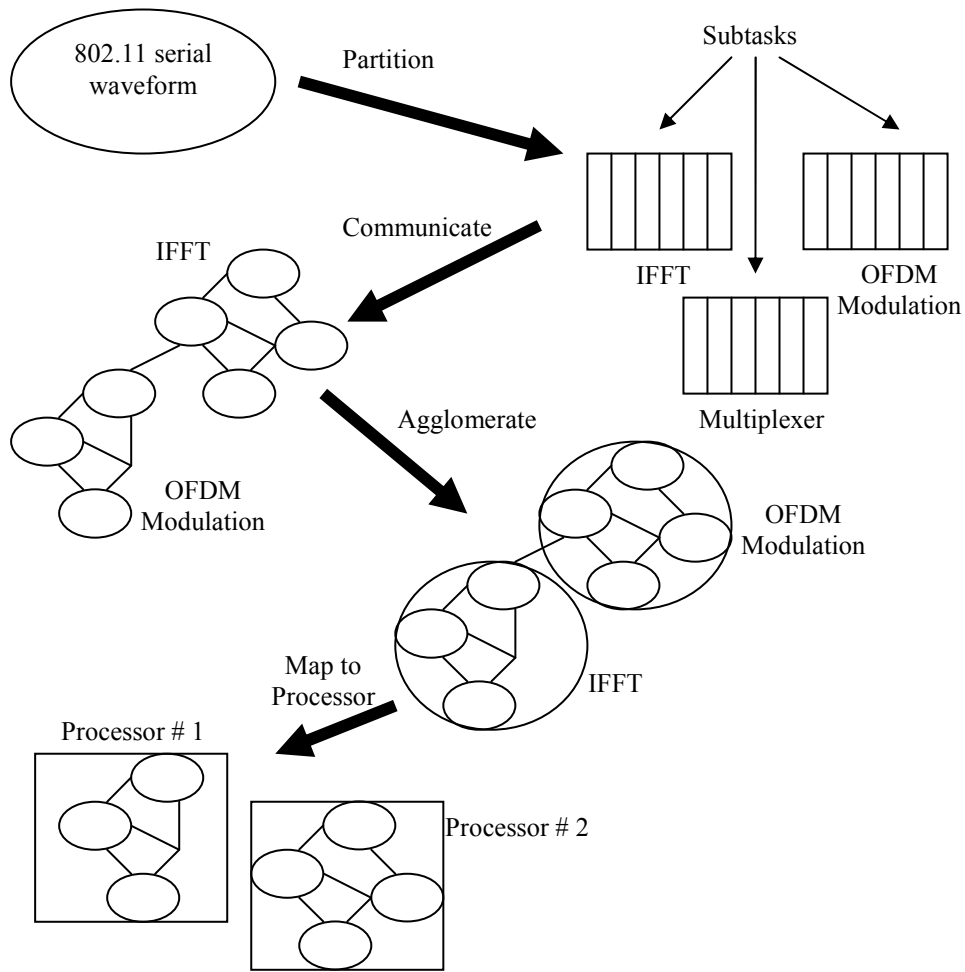 802.11 serial
waveform
Partition
Subtasks
IFFT
OFDM
Modulation
Multiplexer
Communicate
IFFT
OFDM
Modulation
Agglomerate
OFDM
Modulation
IFFT
Map to
Processor
Processor # 1
Processor # 2